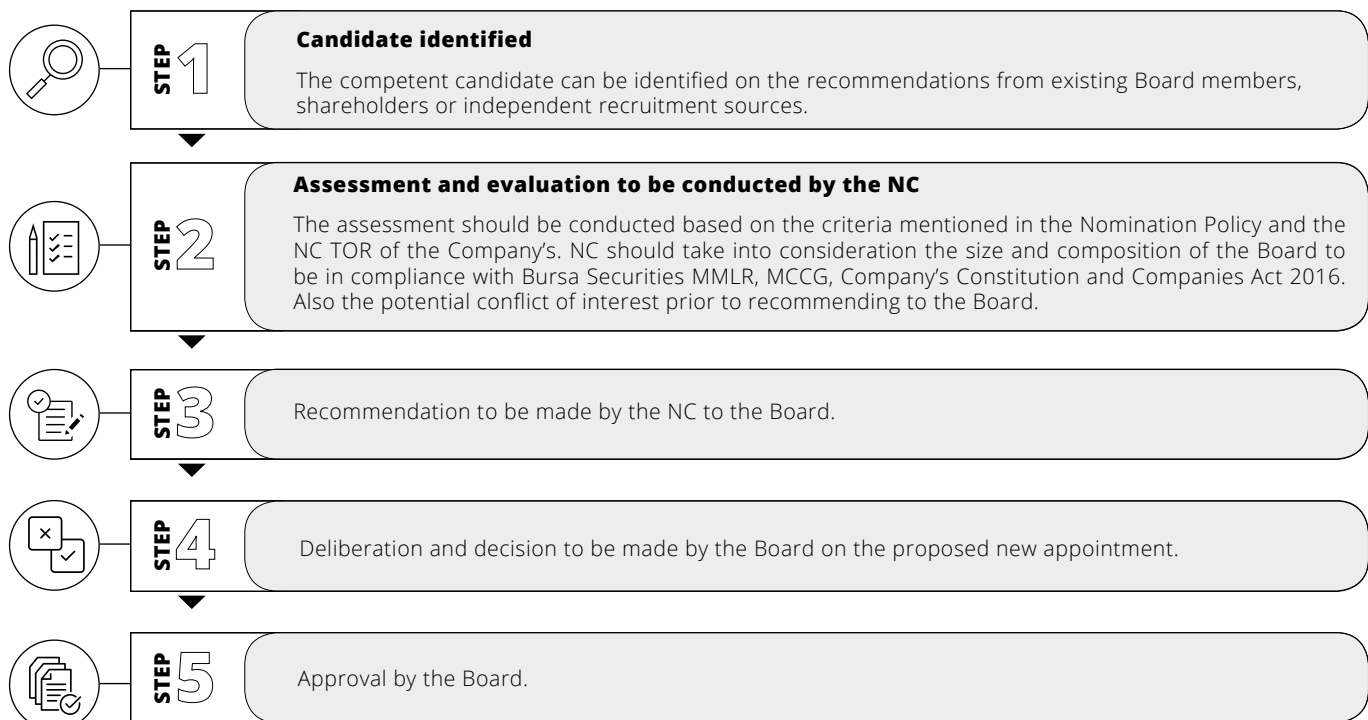 STEP 1
Candidate identified
The competent candidate can be identified on the recommendations from existing Board members,
shareholders or independent recruitment sources.
STEP 2
Assessment and evaluation to be conducted by the NC
The assessment should be conducted based on the criteria mentioned in the Nomination Policy and the
NC TOR of the Company’s. NC should take into consideration the size and composition of the Board to
be in compliance with Bursa Securities MMLR, MCCG, Company’s Constitution and Companies Act 2016.
Also the potential conflict of interest prior to recommending to the Board.
STEP 3
Recommendation to be made by the NC to the Board.
STEP 4
Deliberation and decision to be made by the Board on the proposed new appointment.
STEP 5
Approval by the Board.